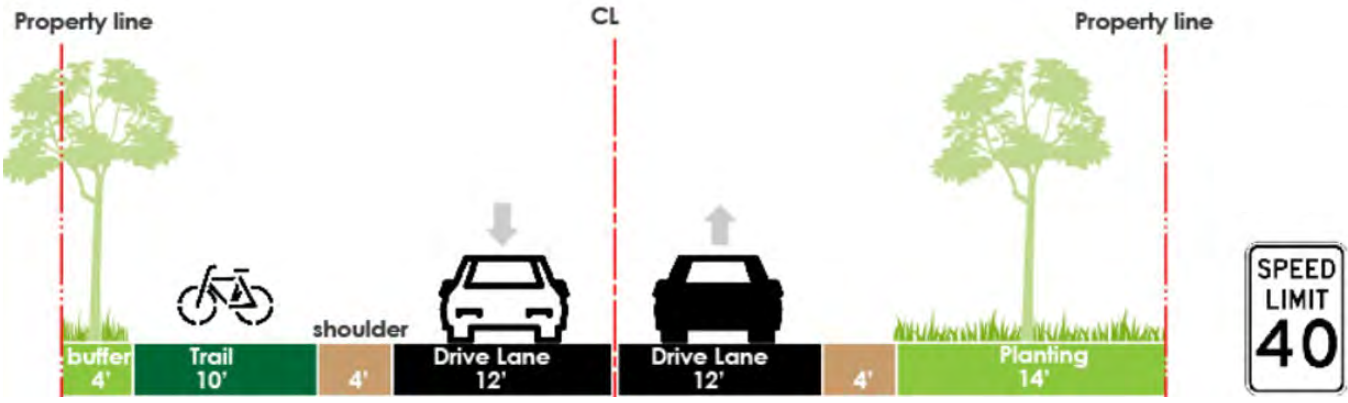 Property line
CL
Property line
SPEED
LIMIT
40
shoulder
buffer
4'
Trail
10'
4'
Drive Lane
12'
Drive Lane
12'
4'
Planting
14'